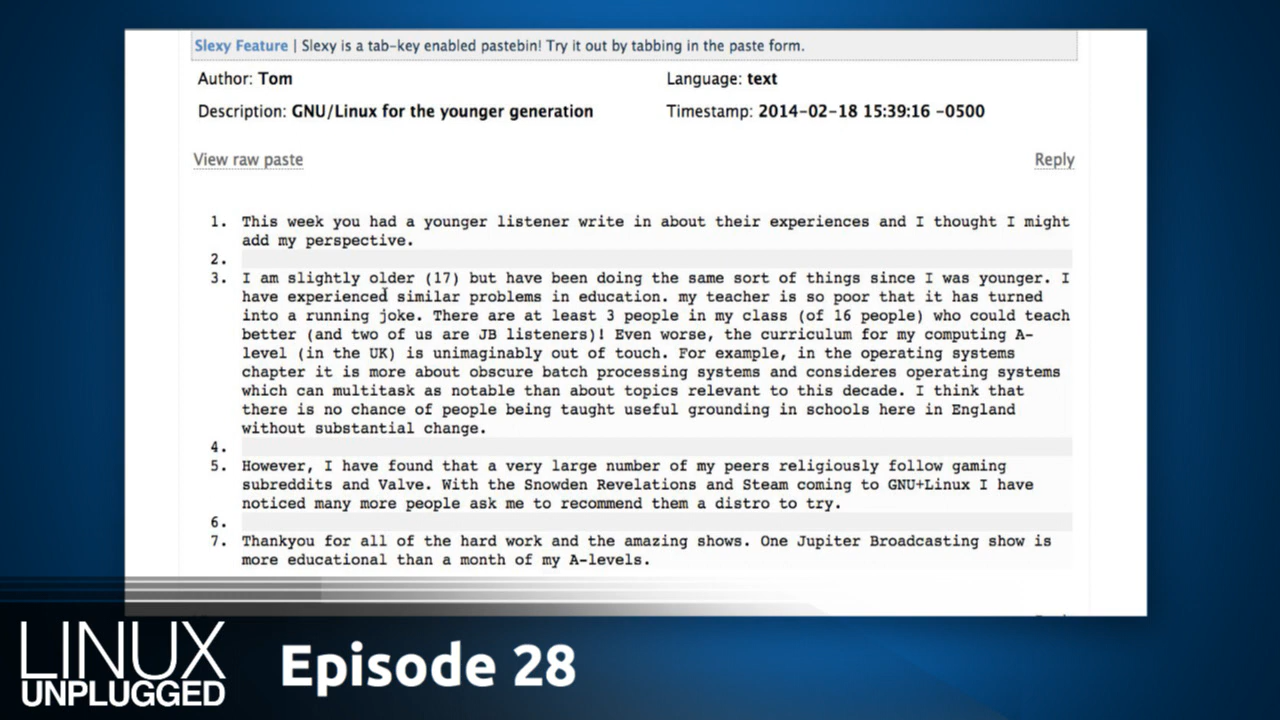 Slexy Feature | Slexy is a tab-key enabled pastebin! Try it out by tabbing in the paste form.
Author: Tom Language: text
Description: GNU/Linux for the younger generation Timestamp: 2014-02-18 15:39:16 -0500
View raw paste Reply
1. This week you had a younger listener write in about their experiences and I thought I might
add my perspective.
2.
3. I am slightly older (17) but have been doing the same sort of things since I was younger. I
have experienced similar problems in education. my teacher is so poor that it has turned
into a running joke. There are at least 3 people in my class (of 16 people) who could teach
better (and two of us are JB listeners)! Even worse, the curriculum for my computing A-
level (in the UK) is unimaginably out of touch. For example, in the operating systems
chapter it is more about obscure batch processing systems and consideres operating systems
which can multitask as notable than about topics relevant to this decade. I think that
there is no chance of people being taught useful grounding in schools here in England
without substantial change.
4.
5. However, I have found that a very large number of my peers religiously follow gaming
subreddits and Valve. With the Snowden Revelations and Steam coming to GNU+Linux I have
noticed many more people ask me to recommend them a distro to try.
6.
7. Thankyou for all of the hard work and the amazing shows. One Jupiter Broadcasting show is
more educational than a month of my A-levels.
LINUX
UNPLUGGED
Episode 28